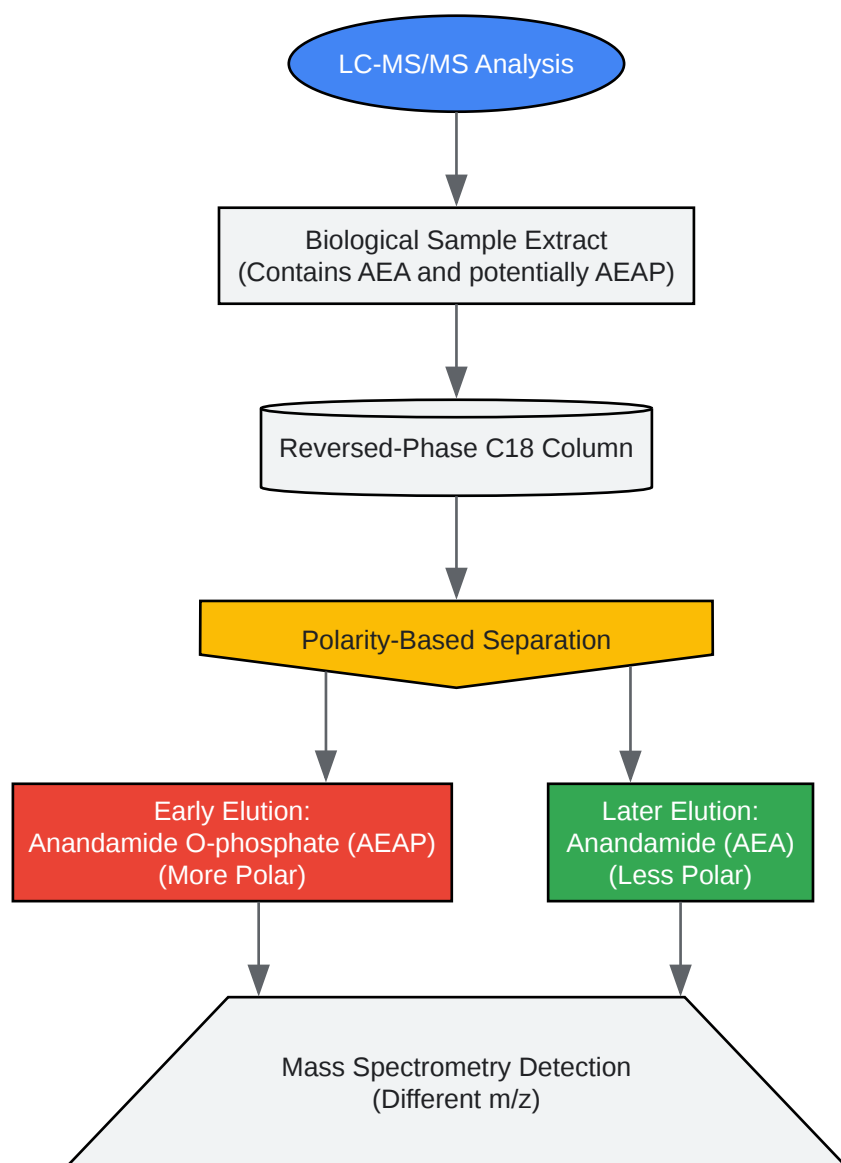 LC-MS/MS Analysis
Biological Sample Extract
(Contains AEA and potentially AEAP)
Reversed-Phase C18 Column
Polarity-Based Separation
Early Elution:
Anandamide O-phosphate (AEAP)
(More Polar)
Later Elution:
Anandamide (AEA)
(Less Polar)
Mass Spectrometry Detection
(Different m/z)